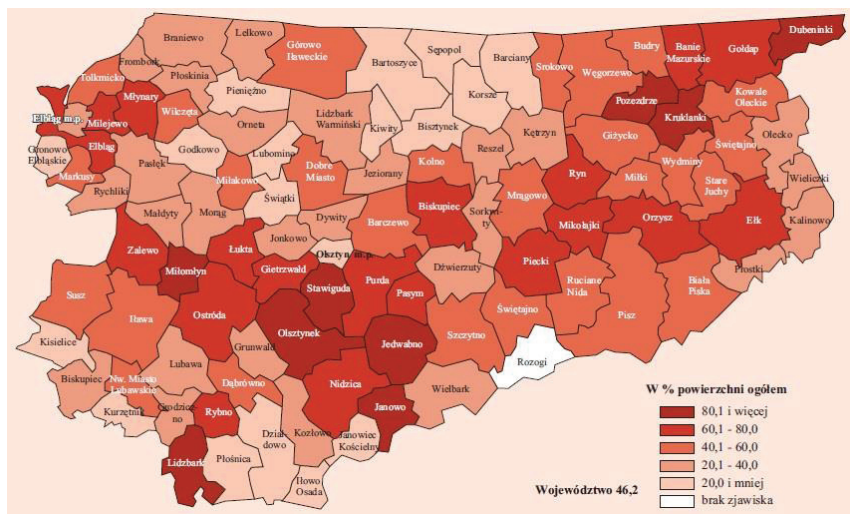 Dubeninki
Braniewo
Lelkowo
Górowo
Iławeckie
Sępopol
Barciany
Budry
Banie
Mazurskie
Gołdap
Frombork
Bartoszyce
Srokowo
Węgorzewo
Tolkmicko
Płoskinia
Pieniężno
Korsze
Kowale
Oleckie
Młynary
Wilczęta
Lidzbark
Warmiński
Pozezdrze
Kruklanki
Elbląg m.p.
Milejewo
Orneta
Kiwity
Bisztynek
Kętrzyn
Giżycko
Świętajno
Olecko
Gronowo
Elbląskie
Elbląg
Pasłęk
Godkowo
Lubomino
Reszel
Wydminy
Markusy
Miłakowo
Dobre
Miasto
Jeziorany
Kolno
Ryn
Miłki
Stare
Juchy
Wieliczki
Rychliki
Świątki
Mrągowo
Małdyty
Morąg
Dywity
Barczewo
Biskupiec
Sorkwi-
ty
Mikołajki
Orzysz
Ełk
Kalinowo
Zalewo
Łukta
Jonkowo
Olsztyn m.p.
Dźwierzuty
Piecki
Prostki
Miłomłyn
Gietrzwałd
Stawiguda
Purda
Pasym
Ruciane
Nida
Biała
Piska
Susz
Iława
Ostróda
Olsztynek
Jedwabno
Szczytno
Świętajno
Pisz
Kisielice
Grunwald
Rozogi
Biskupiec
Nw. Miasto
Lubawskie
Lubawa
Dąbrówno
Nidzica
Wielbark
Kurzętnik
Grodzicz-
no
Rybno
Janowo
Lidzbark
Płośnica
Dział-
dowo
Kozłowo
Janowiec
Kościelny
Iłowo
Osada
W % powierzchni ogółem
80,1 i więcej
60,1 - 80,0
40,1 - 60,0
20,1 - 40,0
20,0 i mniej
brak zjawiska
Województwo 46,2